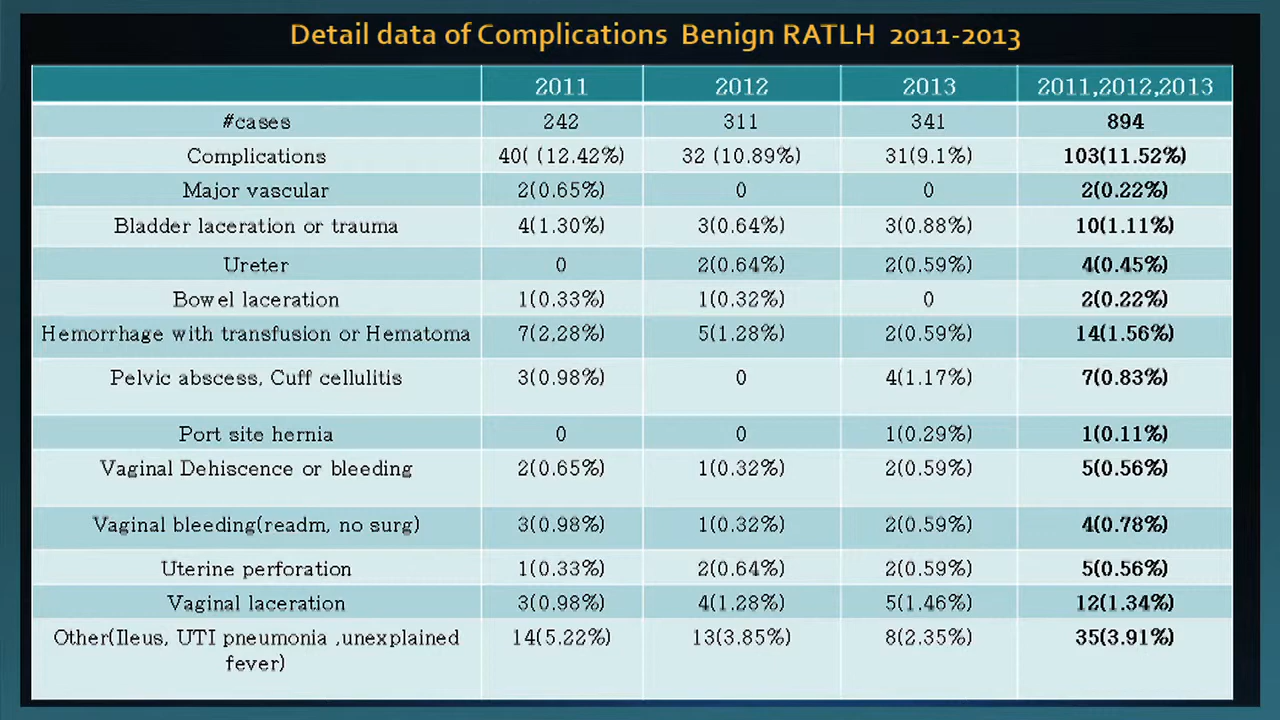 Detail data of Complications Benign RATLH 2011-2013
2011 2012 2013 2011,2012,2013
#cases 242 311 341 894
Complications 40( (12.42%) 32 (10.89%) 31(9.1%) 103(11.52%)
Major vascular 2(0.65%) 0 0 2(0.22%)
Bladder laceration or trauma 4(1.30%) 3(0.64%) 3(0.88%) 10(1.11%)
Ureter 0 2(0.64%) 2(0.59%) 4(0.45%)
Bowel laceration 1(0.33%) 1(0.32%) 0 2(0.22%)
Hemorrhage with transfusion or Hematoma 7(2,28%) 5(1.28%) 2(0.59%) 14(1.56%)
Pelvic abscess, Cuff cellulitis 3(0.98%) 0 4(1.17%) 7(0.83%)
Port site hernia 0 0 1(0.29%) 1(0.11%)
Vaginal Dehiscence or bleeding 2(0.65%) 1(0.32%) 2(0.59%) 5(0.56%)
Vaginal bleeding(readm, no surg) 3(0.98%) 1(0.32%) 2(0.59%) 4(0.78%)
Uterine perforation 1(0.33%) 2(0.64%) 2(0.59%) 5(0.56%)
Vaginal laceration 3(0.98%) 4(1.28%) 5(1.46%) 12(1.34%)
Other(Ileus, UTI pneumonia ,unexplained 14(5.22%) 13(3.85%) 8(2.35%) 35(3.91%)
fever)